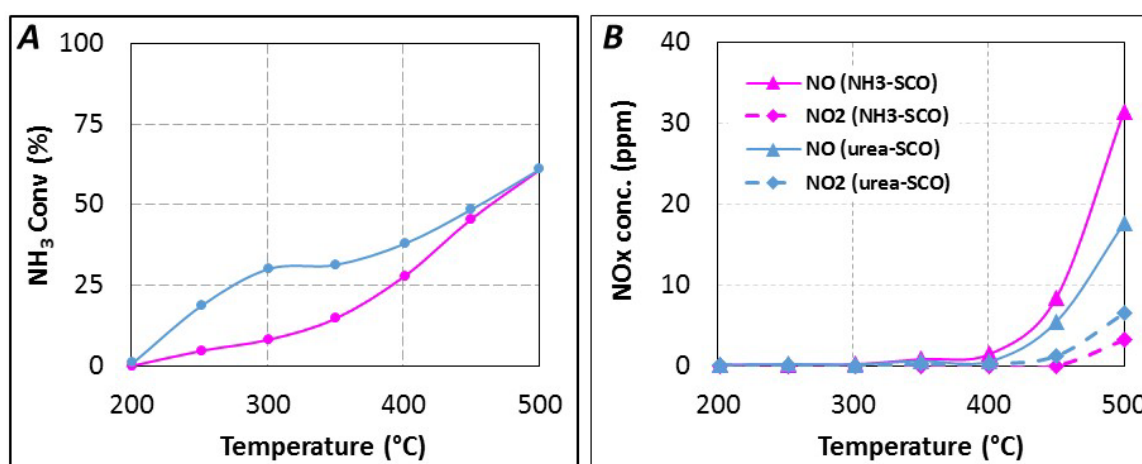 A
100
75
50
25
0
NH₃ Conv (%)
200 300 400 500
Temperature (°C)
B
40
30
20
10
0
NOx conc. (ppm)
NO (NH3-SCO)
NO2 (NH3-SCO)
NO (urea-SCO)
NO2 (urea-SCO)
200 300 400 500
Temperature (°C)